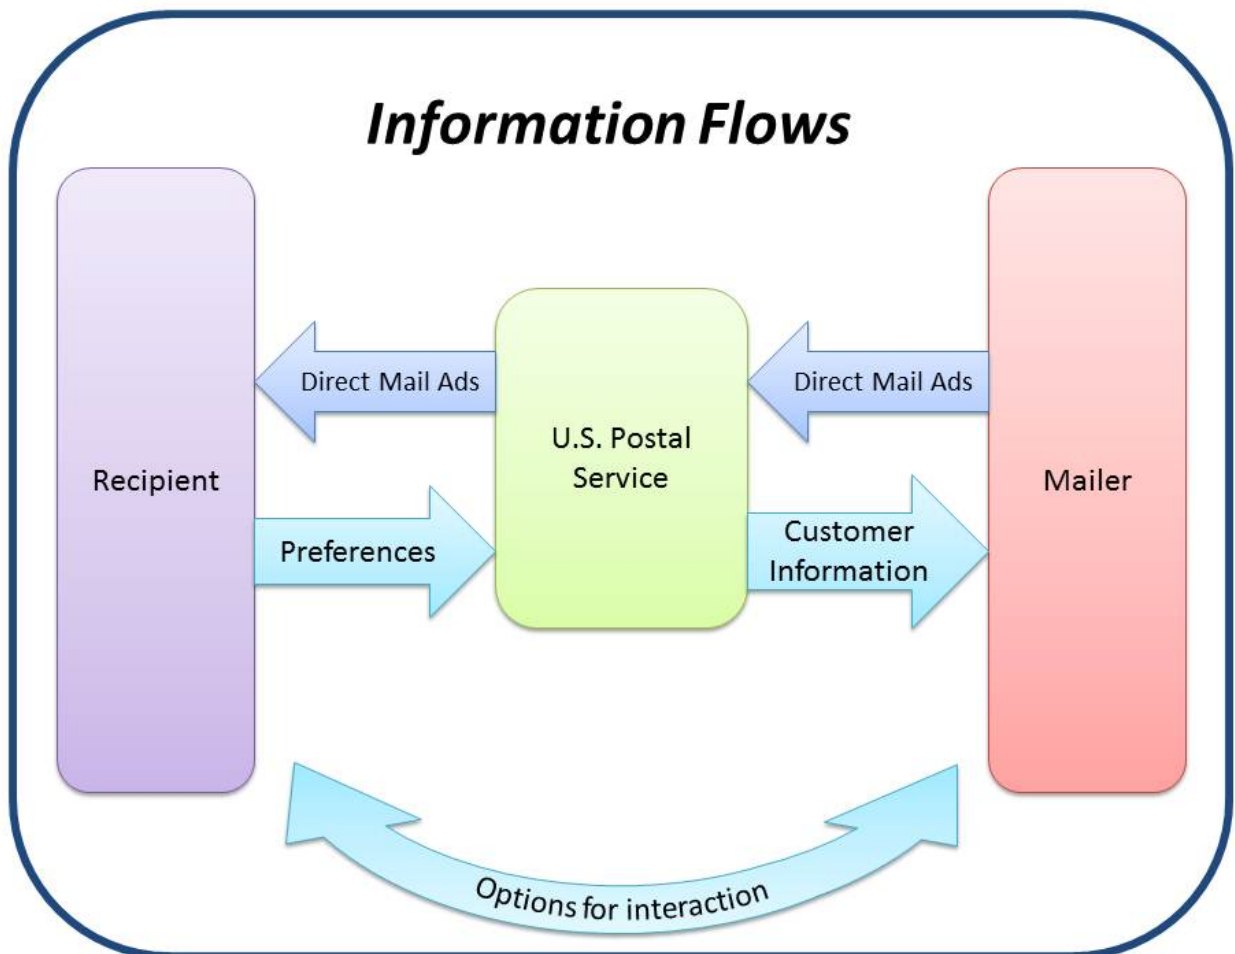 Information Flows
Direct Mail Ads
Direct Mail Ads
U.S. Postal
Service
Recipient
Mailer
Preferences
Customer
Information
Options for interaction